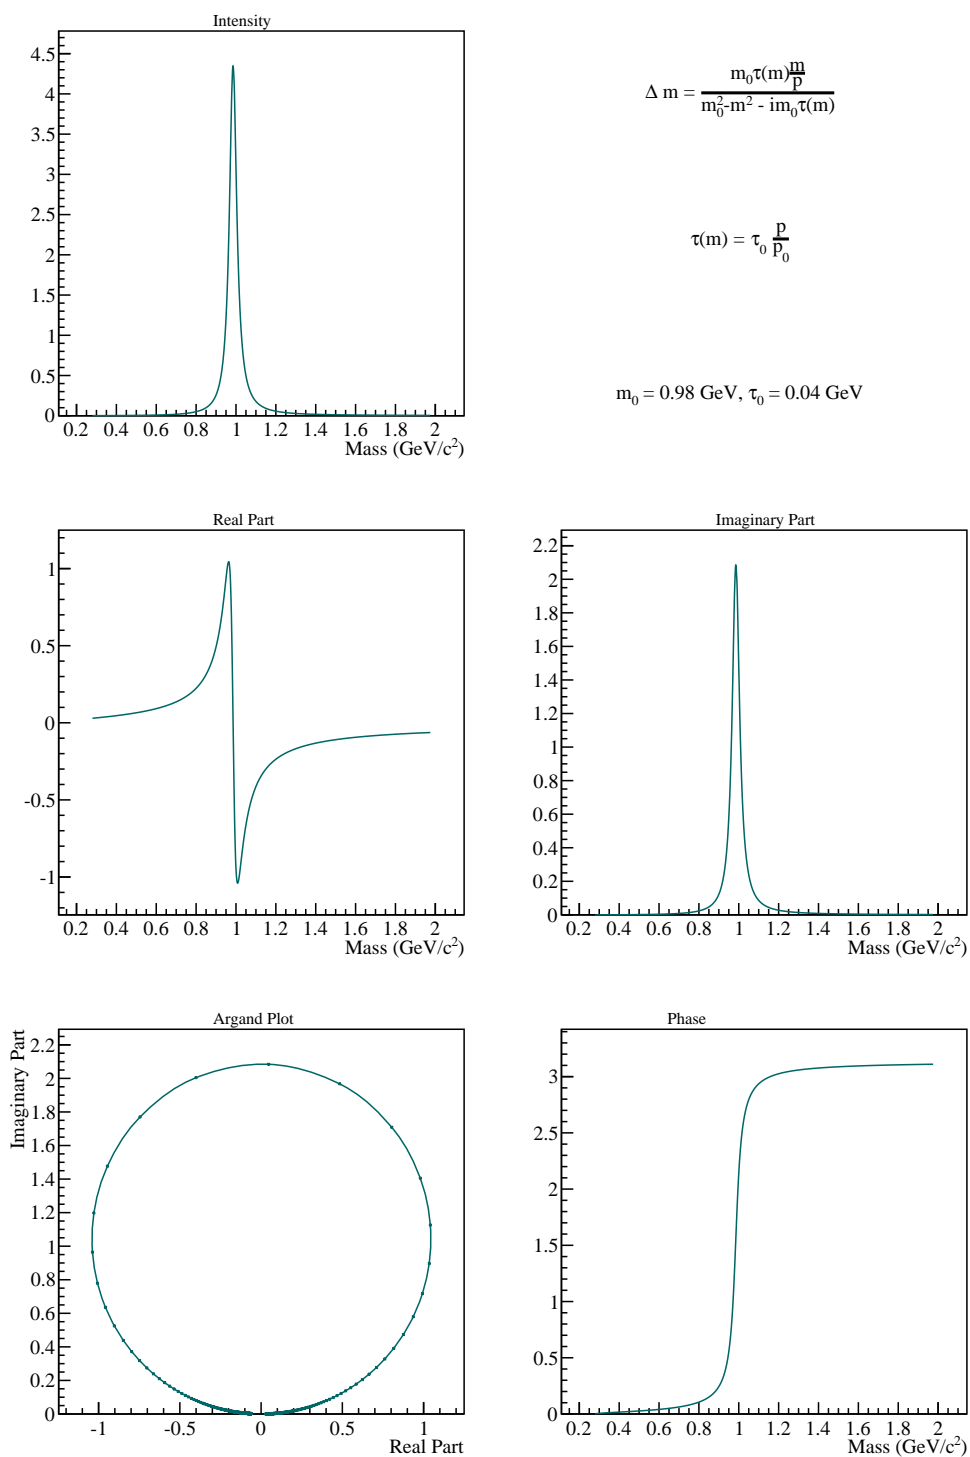 Intensity
4.5
4
3.5
3
2.5
2
1.5
1
0.5
0
0.2 0.4 0.6 0.8 1 1.2 1.4 1.6 1.8 2
Mass (GeV/c²)
Δ m = m₀τ(m)m/p / m₀²-m² - im₀τ(m)
τ(m) = τ₀ p/p₀
m₀ = 0.98 GeV, τ₀ = 0.04 GeV
Real Part
1
0.5
0
-0.5
-1
0.2 0.4 0.6 0.8 1 1.2 1.4 1.6 1.8 2
Mass (GeV/c²)
Imaginary Part
2.2
2
1.8
1.6
1.4
1.2
1
0.8
0.6
0.4
0.2
0
0.2 0.4 0.6 0.8 1 1.2 1.4 1.6 1.8 2
Mass (GeV/c²)
Argand Plot
Imaginary Part
2.2
2
1.8
1.6
1.4
1.2
1
0.8
0.6
0.4
0.2
0
-1 -0.5 0 0.5 1
Real Part
Phase
3
2.5
2
1.5
1
0.5
0
0.2 0.4 0.6 0.8 1 1.2 1.4 1.6 1.8 2
Mass (GeV/c²)